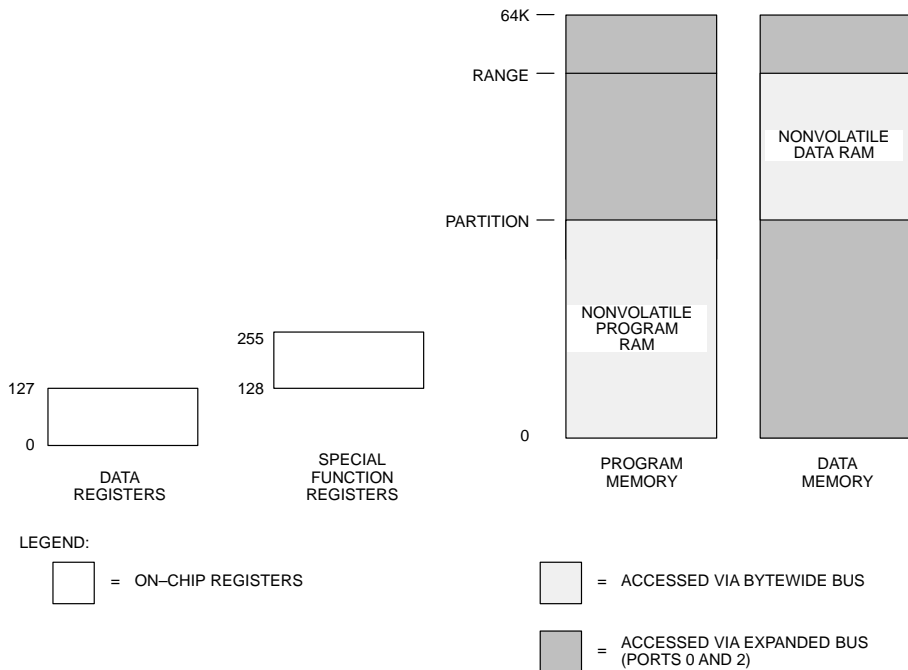 64K
RANGE
NONVOLATILE
DATA RAM
PARTITION
NONVOLATILE
PROGRAM
RAM
255
127
128
0
0
DATA
REGISTERS
SPECIAL
FUNCTION
REGISTERS
PROGRAM
MEMORY
DATA
MEMORY
LEGEND:
= ON–CHIP REGISTERS
= ACCESSED VIA BYTEWIDE BUS
= ACCESSED VIA EXPANDED BUS
(PORTS 0 AND 2)